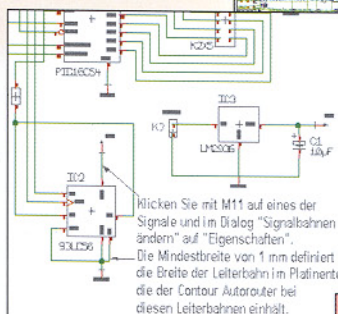 K2X5
PIC16C54
IC3
K3
LM2936
C1
10µF
IC2
93LC56
Klicken Sie mit M11 auf eines der
Signale und im Dialog "Signalbahnen
ändern" auf "Eigenschaften".
Die Mindestbreite von 1 mm definiert
die Breite der Leiterbahn im Platinente
die der Contour Autorouter bei
diesen Leiterbahnen einhält.